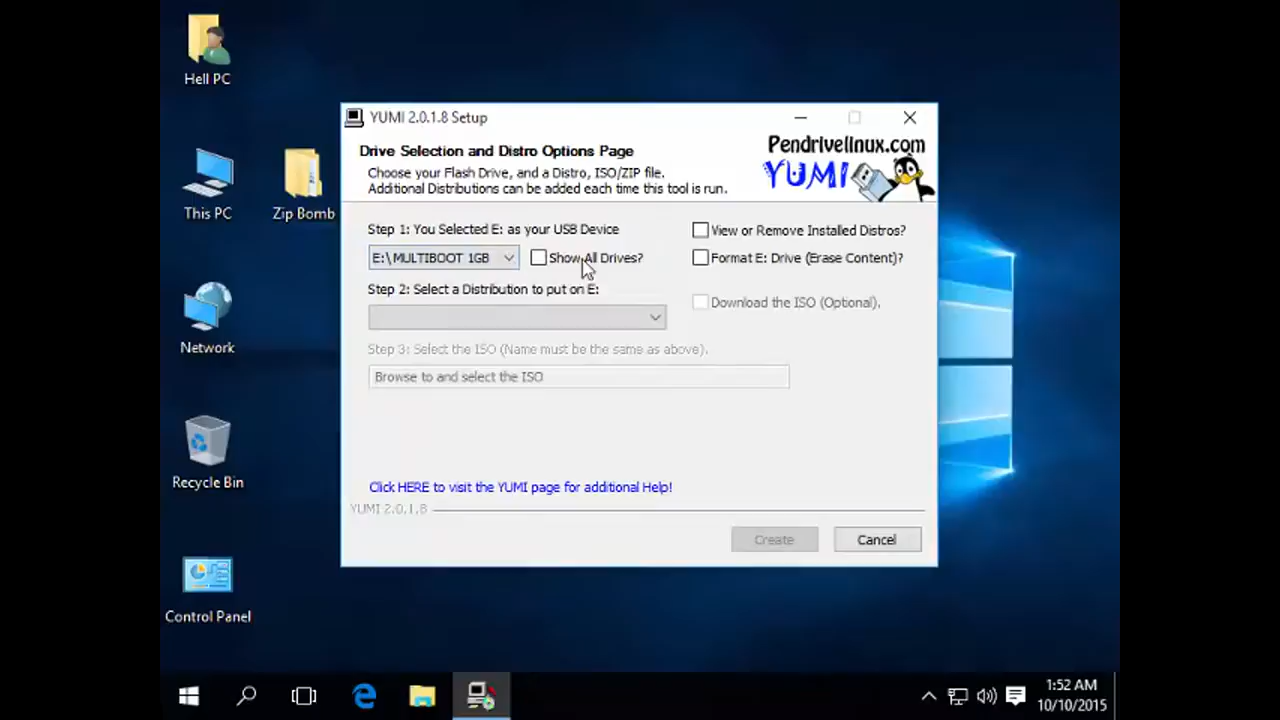 Hell PC
This PC
Zip Bomb
Network
Recycle Bin
Control Panel
YUMI 2.0.1.8 Setup
Drive Selection and Distro Options Page
Choose your Flash Drive, and a Distro, ISO/ZIP file.
Additional Distributions can be added each time this tool is run.
Pendrivelinux.com
YUMI
Step 1: You Selected E: as your USB Device
E:\MULTIBOOT 1GB
Show All Drives?
View or Remove Installed Distros?
Format E: Drive (Erase Content)?
Step 2: Select a Distribution to put on E:
Download the ISO (Optional).
Step 3: Select the ISO (Name must be the same as above).
Browse to and select the ISO
Click HERE to visit the YUMI page for additional Help!
YUMI 2.0.1.8
Create
Cancel
1:52 AM
10/10/2015